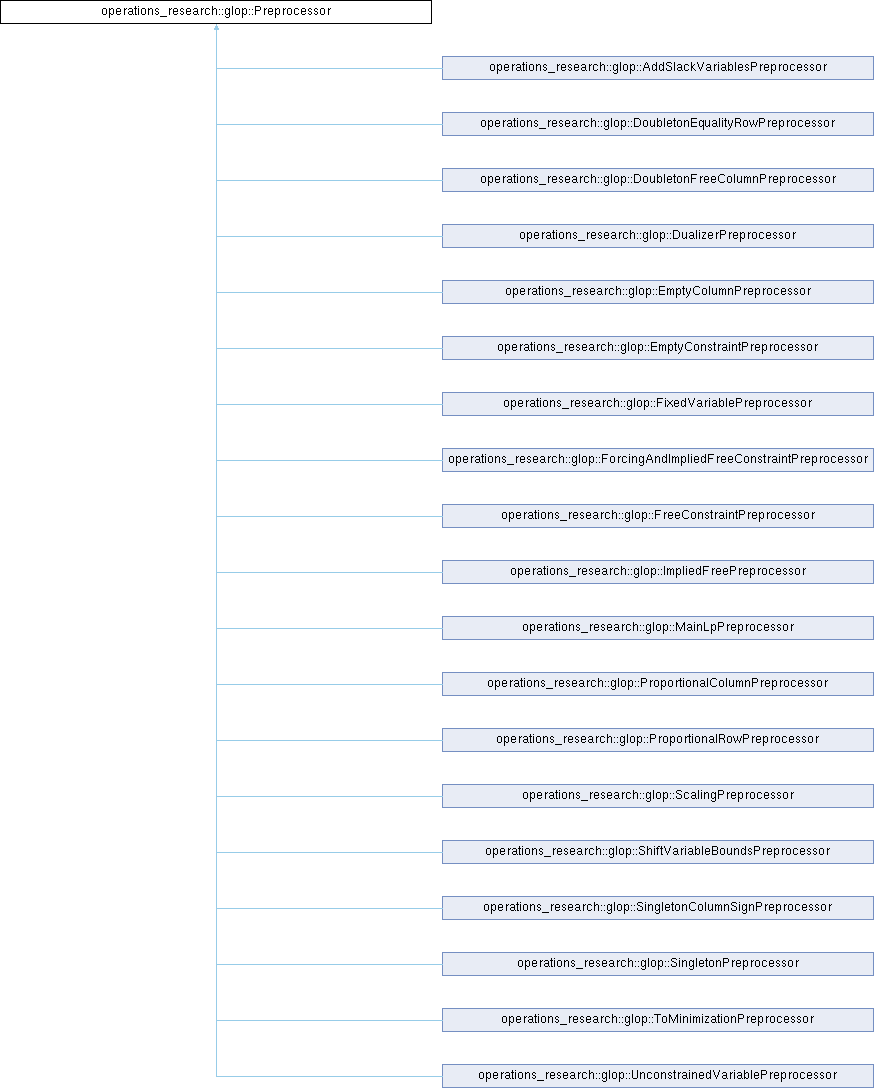 operations_research::glop::Preprocessor
operations_research::glop::AddSlackVariablesPreprocessor
operations_research::glop::DoubletonEqualityRowPreprocessor
operations_research::glop::DoubletonFreeColumnPreprocessor
operations_research::glop::DualizerPreprocessor
operations_research::glop::EmptyColumnPreprocessor
operations_research::glop::EmptyConstraintPreprocessor
operations_research::glop::FixedVariablePreprocessor
operations_research::glop::ForcingAndImpliedFreeConstraintPreprocessor
operations_research::glop::FreeConstraintPreprocessor
operations_research::glop::ImpliedFreePreprocessor
operations_research::glop::MainLpPreprocessor
operations_research::glop::ProportionalColumnPreprocessor
operations_research::glop::ProportionalRowPreprocessor
operations_research::glop::ScalingPreprocessor
operations_research::glop::ShiftVariableBoundsPreprocessor
operations_research::glop::SingletonColumnSignPreprocessor
operations_research::glop::SingletonPreprocessor
operations_research::glop::ToMinimizationPreprocessor
operations_research::glop::UnconstrainedVariablePreprocessor